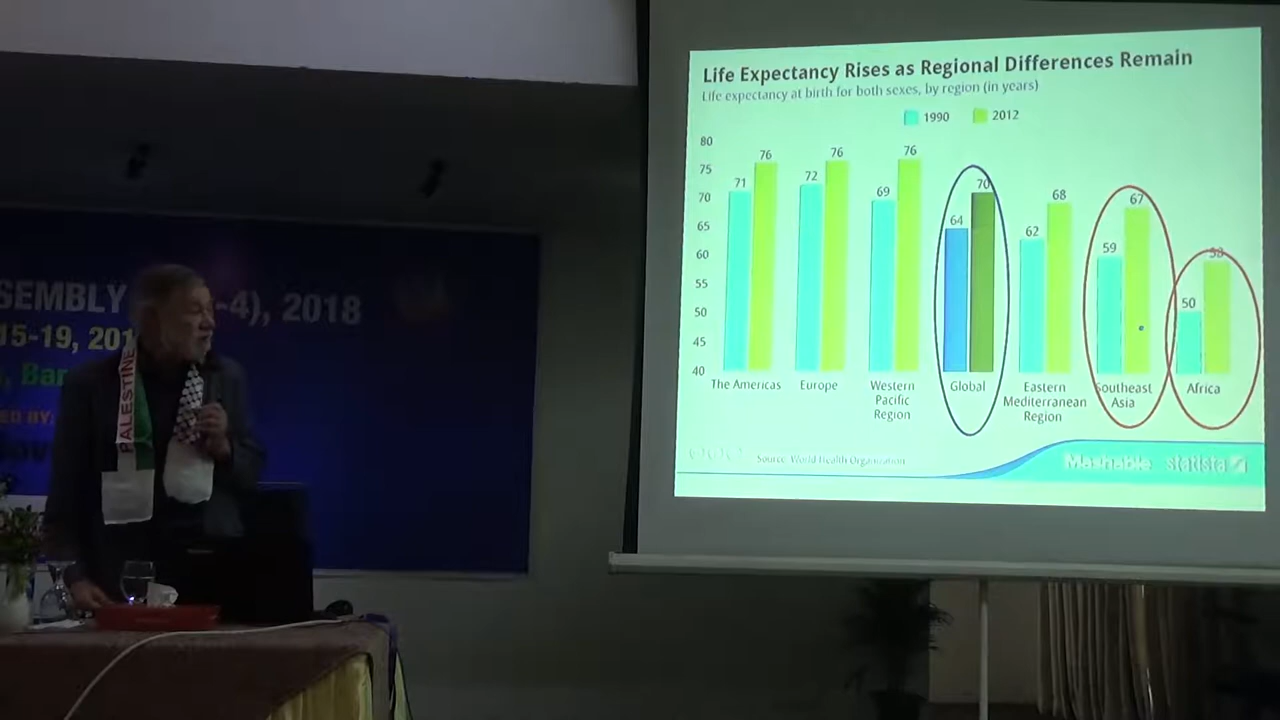 SEMBLY
-4), 2018
15-19, 201
, Bar
ED BY:
PALESTINE
Life Expectancy Rises as Regional Differences Remain
Life expectancy at birth for both sexes, by region (in years)
1990
2012
80
75
70
65
60
55
50
45
40
71
76
72
76
69
76
64
70
62
68
59
67
50
58
The Americas
Europe
Western
Pacific
Region
Global
Eastern
Mediterranean
Region
Southeast
Asia
Africa
Source: World Health Organization
Mashable
statista